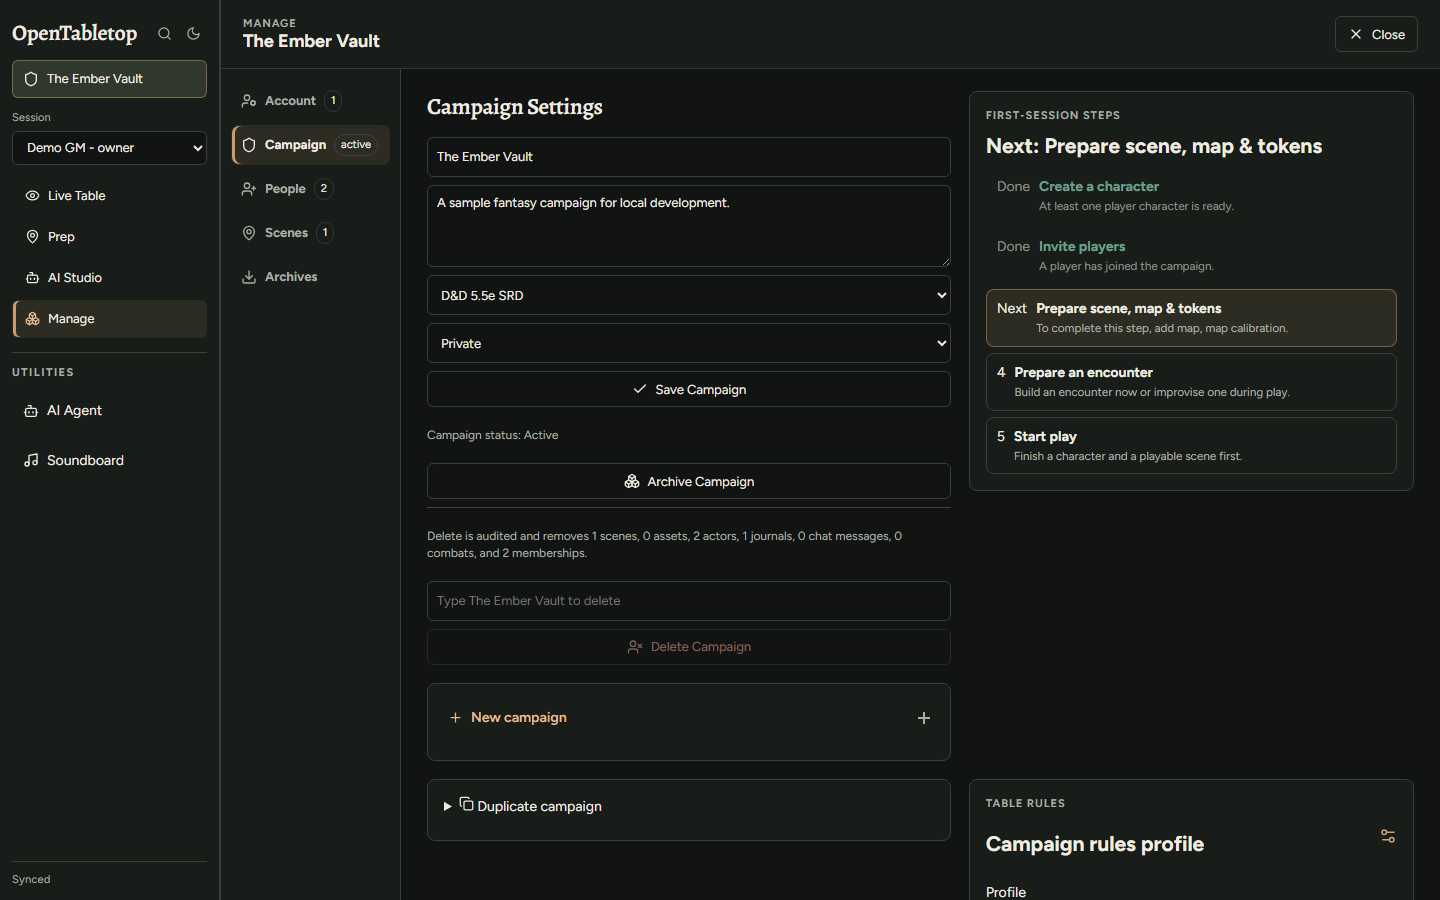 OpenTabletop
The Ember Vault
Session
Demo GM - owner
Live Table
Prep
AI Studio
Manage
UTILITIES
AI Agent
Soundboard
Synced
MANAGE
The Ember Vault
Close
Account 1
Campaign active
People 2
Scenes 1
Archives
Campaign Settings
The Ember Vault
A sample fantasy campaign for local development.
D&D 5.5e SRD
Private
Save Campaign
Campaign status: Active
Archive Campaign
Delete is audited and removes 1 scenes, 0 assets, 2 actors, 1 journals, 0 chat messages, 0
combats, and 2 memberships.
Type The Ember Vault to delete
Delete Campaign
New campaign
Duplicate campaign
FIRST-SESSION STEPS
Next: Prepare scene, map & tokens
Done Create a character
At least one player character is ready.
Done Invite players
A player has joined the campaign.
Next Prepare scene, map & tokens
To complete this step, add map, map calibration.
4 Prepare an encounter
Build an encounter now or improvise one during play.
5 Start play
Finish a character and a playable scene first.
TABLE RULES
Campaign rules profile
Profile